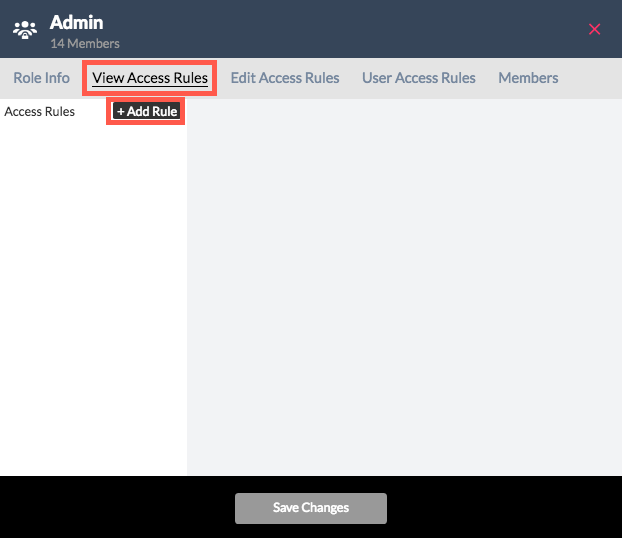 Admin
14 Members
Role Info View Access Rules Edit Access Rules User Access Rules Members
Access Rules + Add Rule
Save Changes